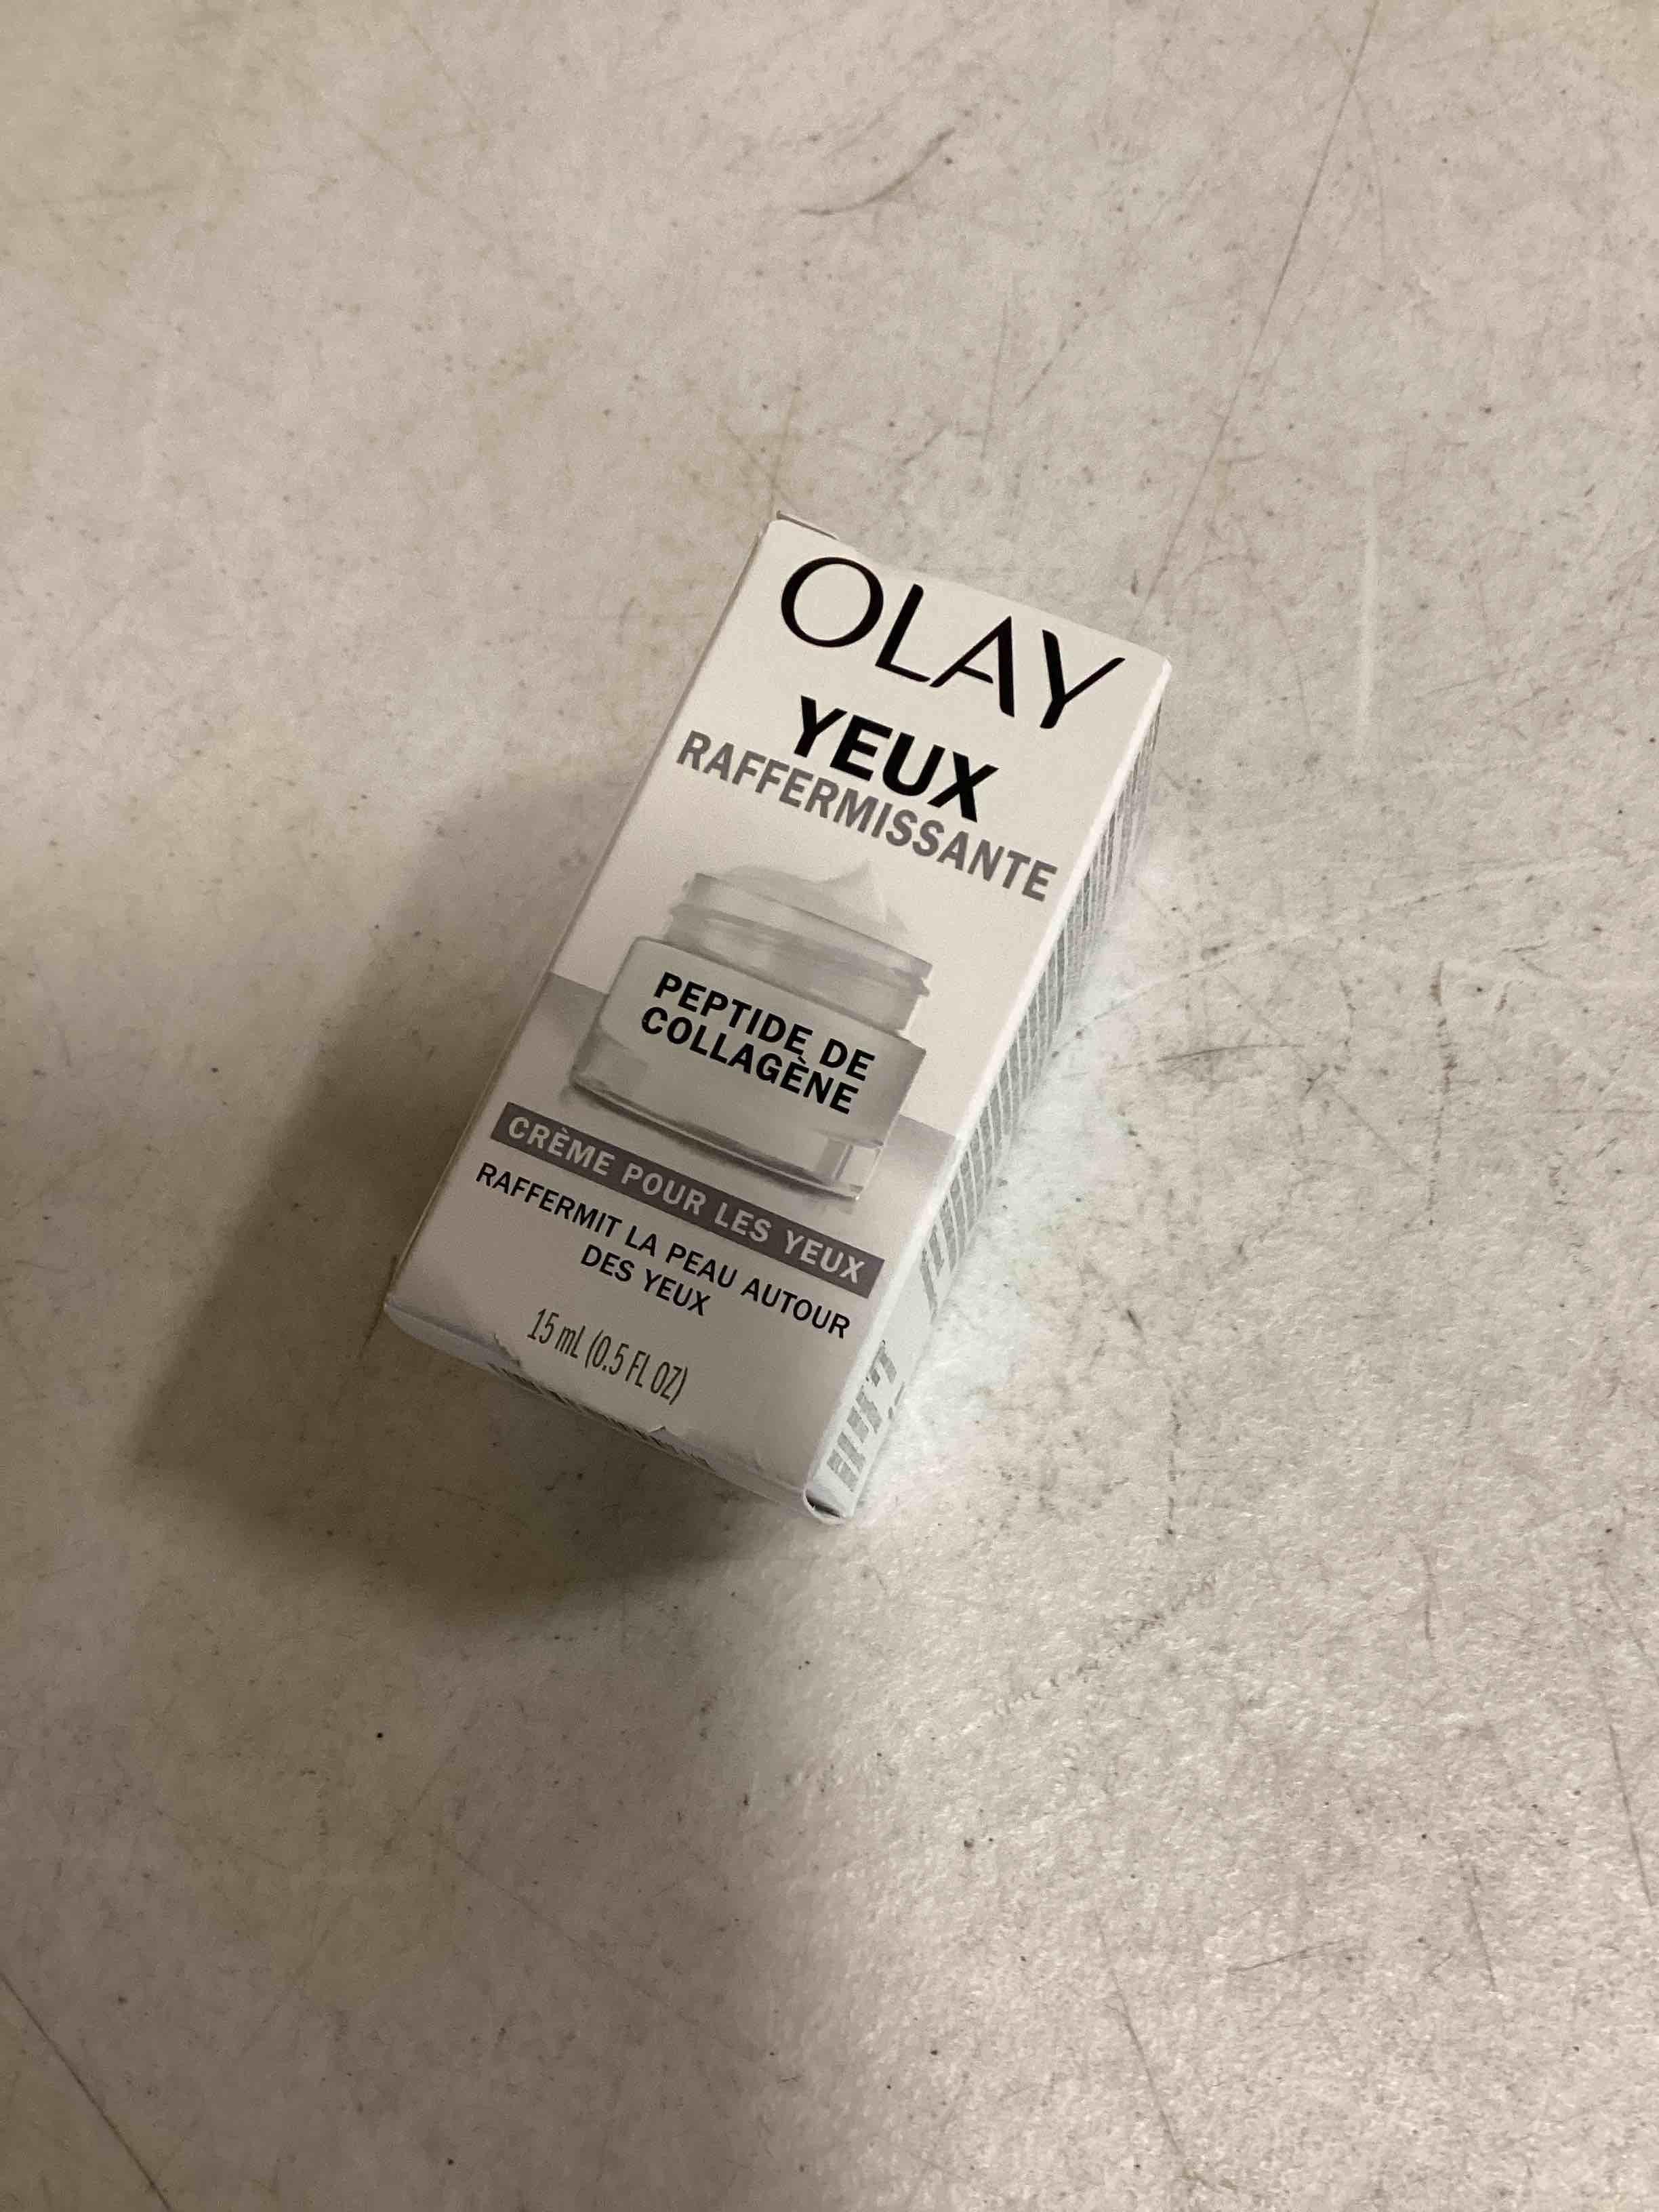 OLAY
YEUX
RAFFERMISSANTE
PEPTIDE DE
COLLAGÈNE
CRÈME POUR LES YEUX
RAFFERMIT LA PEAU AUTOUR
DES YEUX
15 mL (0.5 FL OZ)